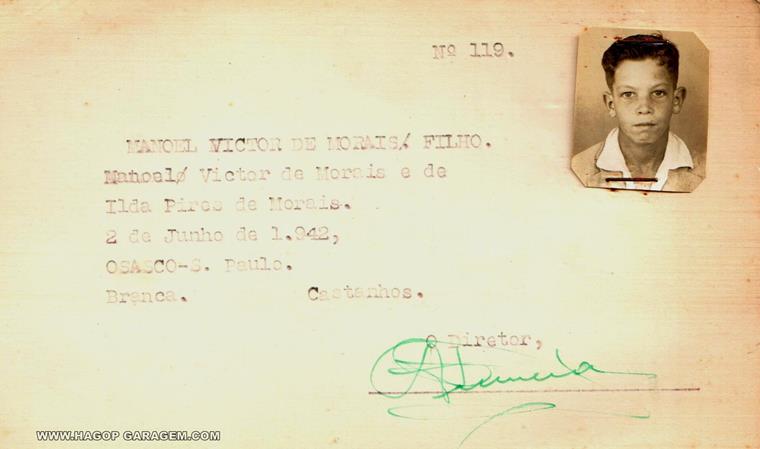 Nº 119.
MANOEL VICTOR DE MORAIS/. FILHO.
Manoelø Victor de Morais e de
Ilda Pires de Morais.
2 de Junho de 1.942,
OSASCO-S. Paulo.
Branca. Castanhos.
O Diretor,
WWW.HAGOP GARAGEM.COM